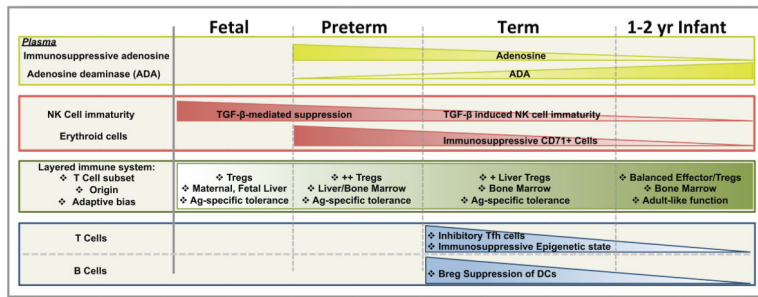 Fetal Preterm Term 1-2 yr Infant
Plasma
Immunosuppressive adenosine Adenosine
Adenosine deaminase (ADA) ADA
NK Cell immaturity TGF-β-mediated suppression TGF-β induced NK cell immaturity
Erythroid cells Immunosuppressive CD71+ Cells
Layered immune system:
❖ T Cell subset ❖ Tregs ❖ ++ Tregs ❖ + Liver Tregs ❖ Balanced Effector/Tregs
❖ Origin ❖ Maternal, Fetal Liver ❖ Liver/Bone Marrow ❖ Bone Marrow ❖ Bone Marrow
❖ Adaptive bias ❖ Ag-specific tolerance ❖ Ag-specific tolerance ❖ Ag-specific tolerance ❖ Adult-like function
T Cells ❖ Inhibitory Tfh cells
❖ Immunosuppressive Epigenetic state
B Cells ❖ Breg Suppression of DCs